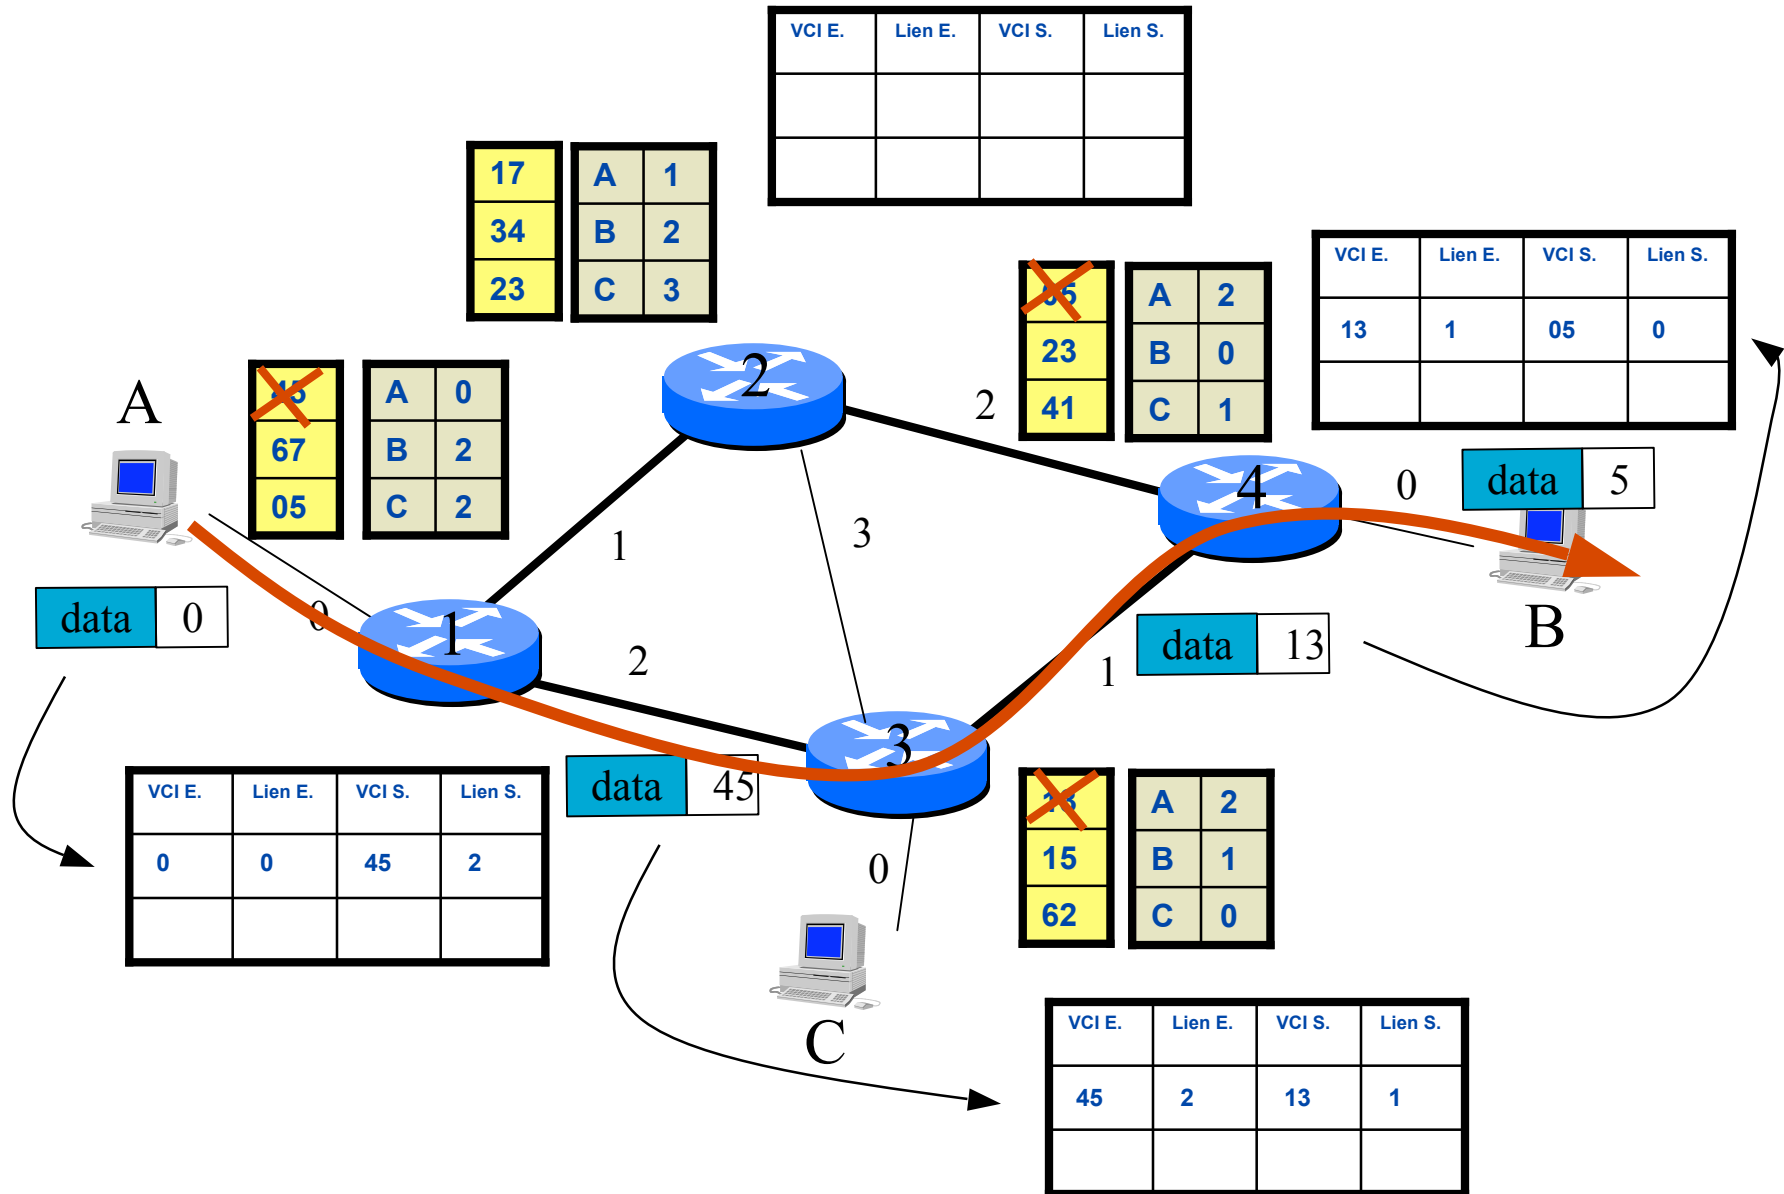 VCI E. Lien E. VCI S. Lien S.
17 A 1
34 B 2
23 C 3
VCI E. Lien E. VCI S. Lien S.
13 1 05 0
05 A 2
23 B 0
41 C 1
2
A
45 A 0
67 B 2
05 C 2
2
4
0
data 5
1
3
B
data 0
0
1
2
1
data 13
3
data 45
VCI E. Lien E. VCI S. Lien S.
0 0 45 2
0
13 A 2
15 B 1
62 C 0
C
VCI E. Lien E. VCI S. Lien S.
45 2 13 1